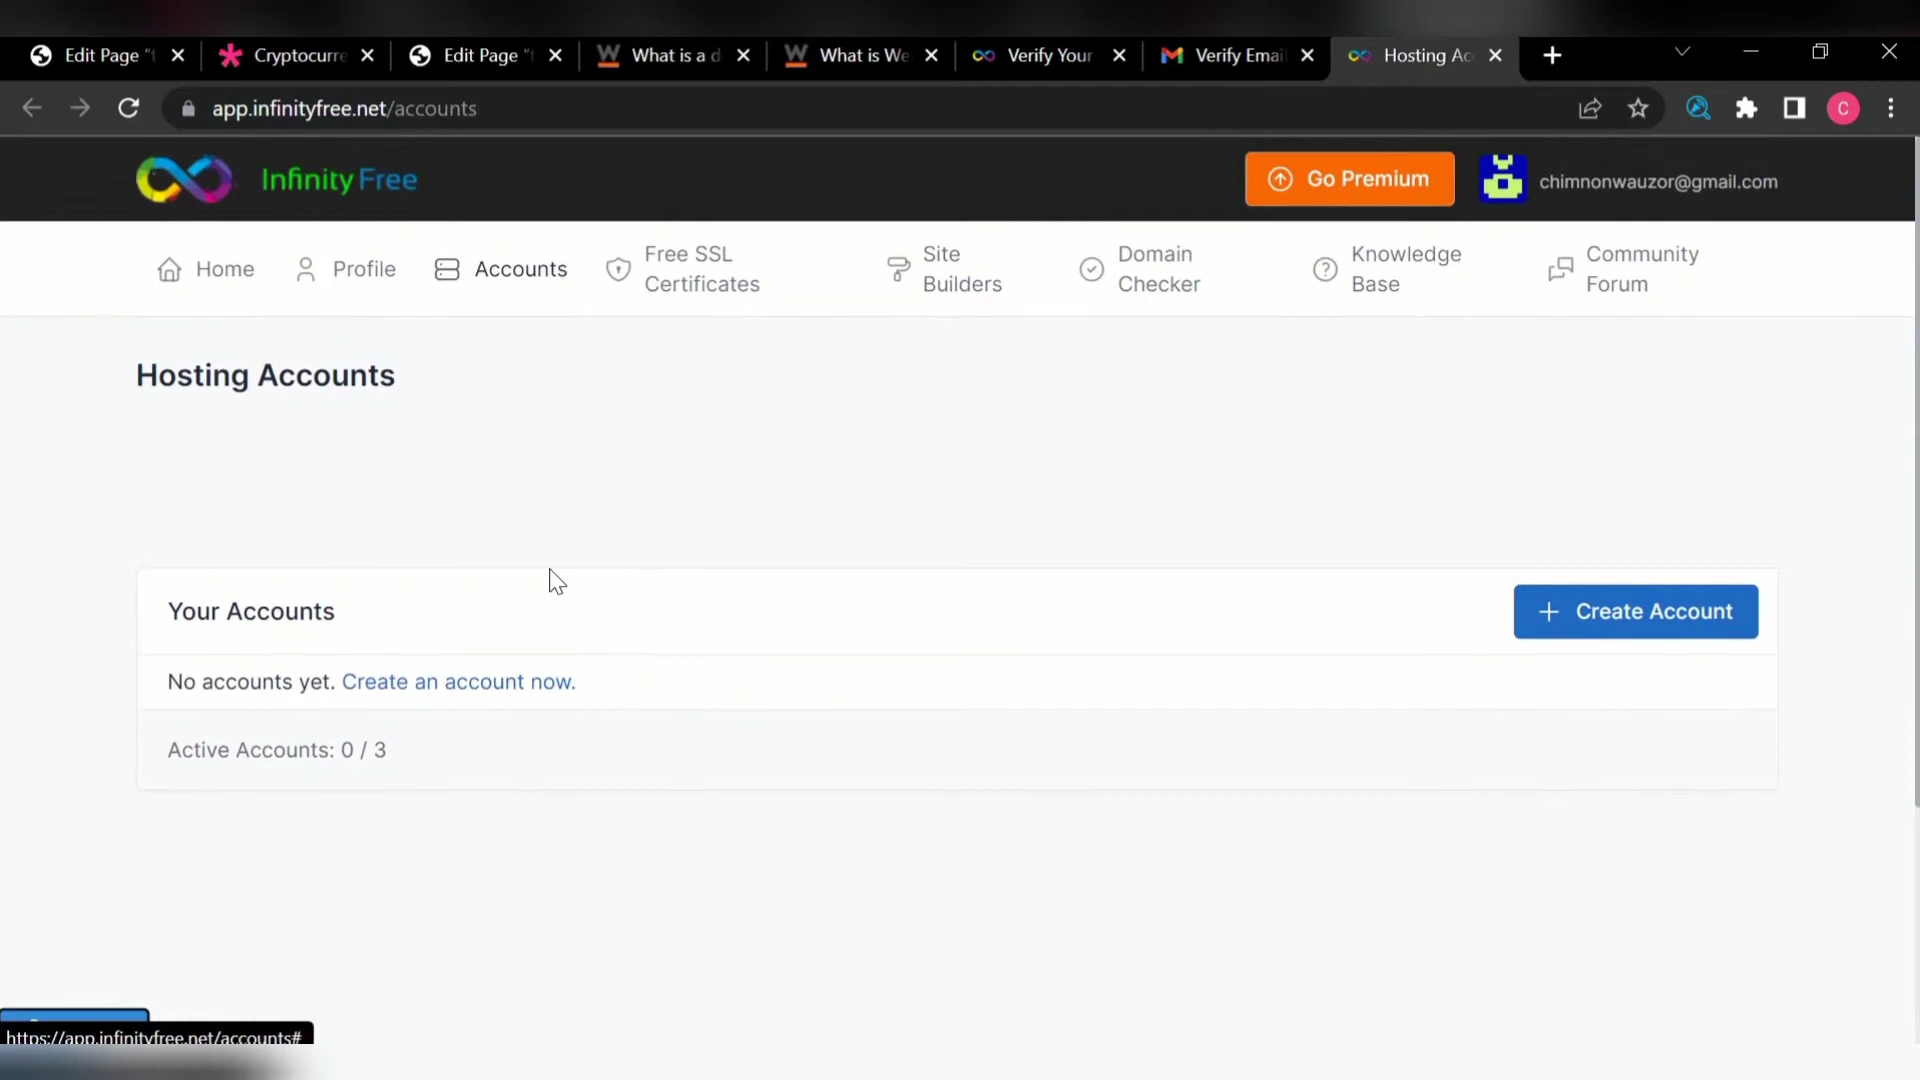 Edit Page "t
Cryptocurre
Edit Page "t
What is a d
What is We
Verify Your
Verify Emai
Hosting Acc
app.infinityfree.net/accounts
C
Infinity Free
Go Premium
chimnonwauzor@gmail.com
Home
Profile
Accounts
Free SSL
Certificates
Site
Builders
Domain
Checker
Knowledge
Base
Community
Forum
Hosting Accounts
Your Accounts
Create Account
No accounts yet. Create an account now.
Active Accounts: 0 / 3
https://app.infinityfree.net/accounts#